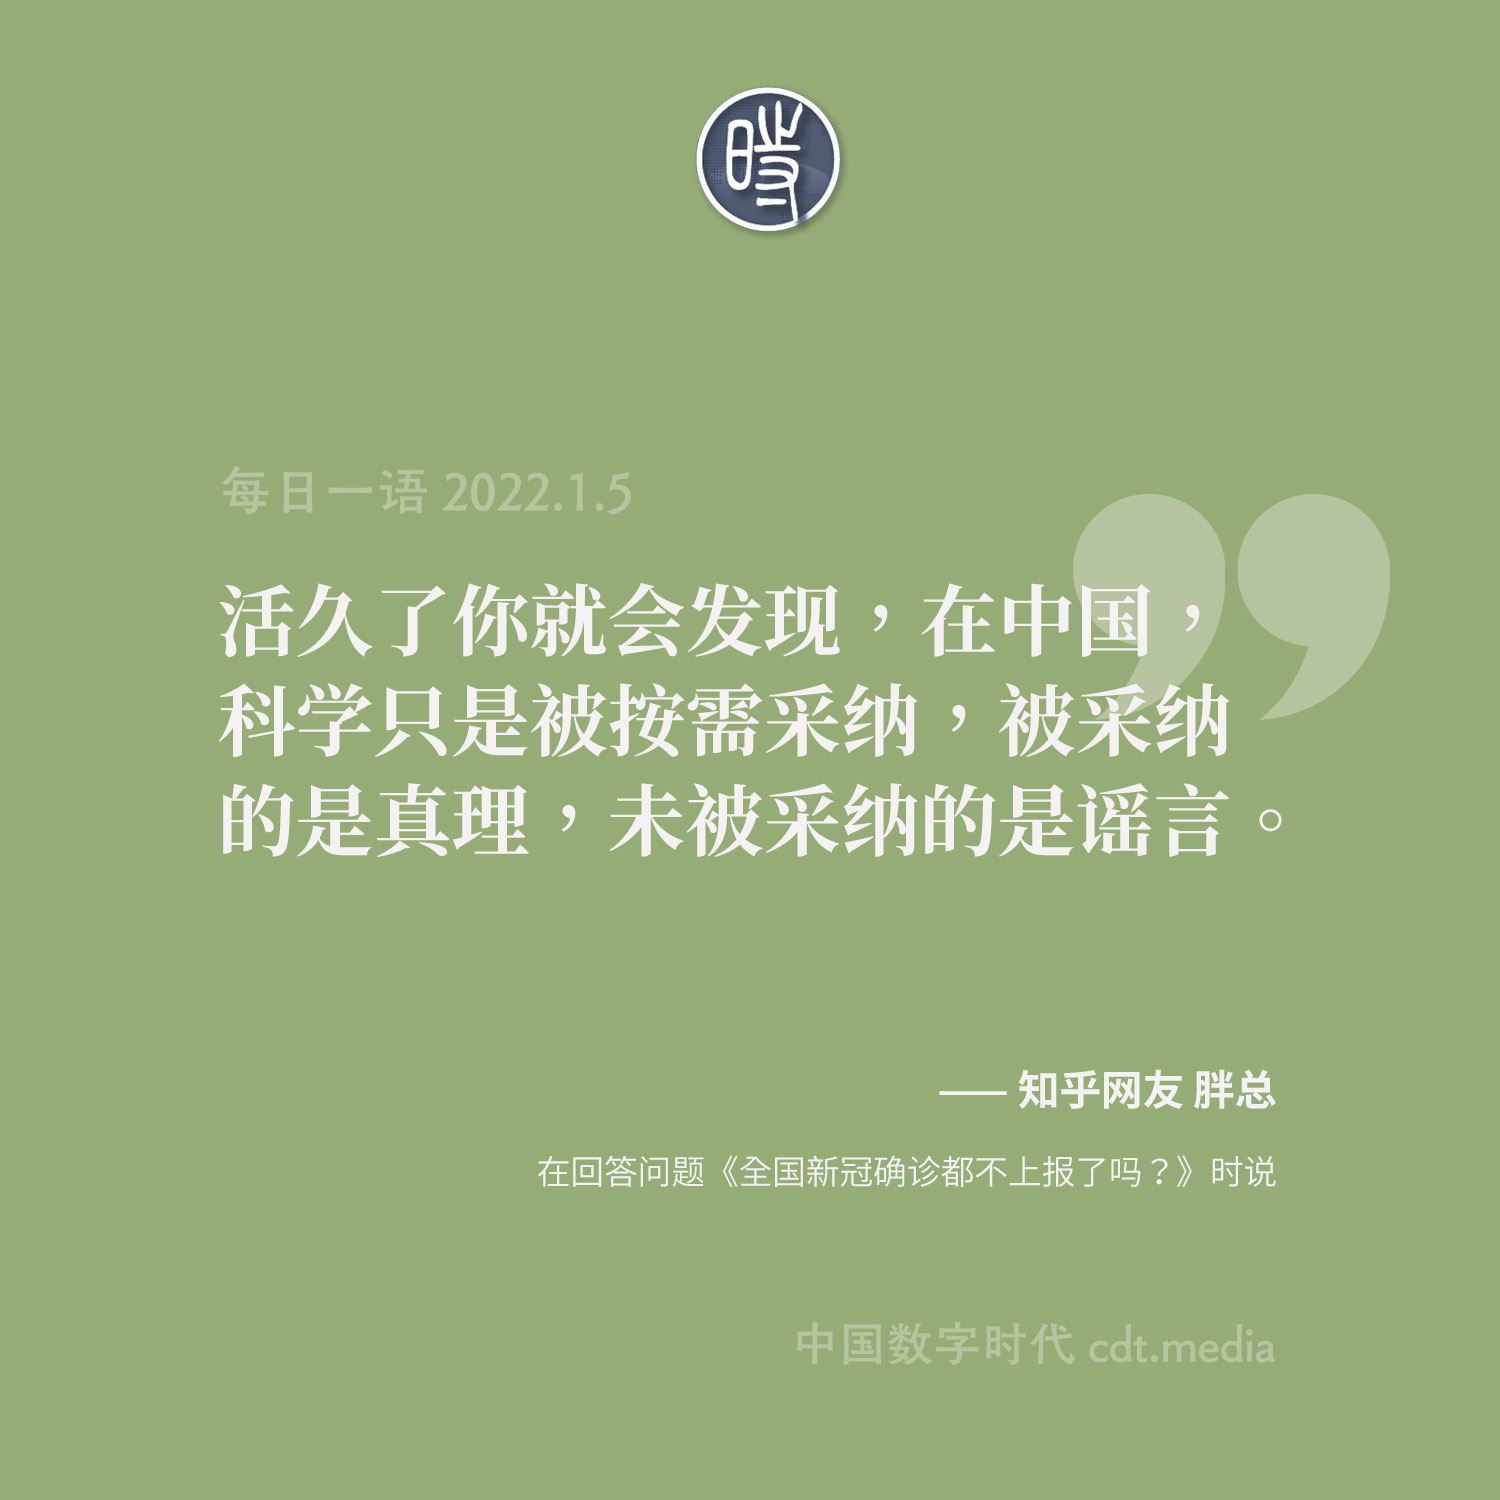 時
每日一语 2022.1.5
活久了你就会发现，在中国，
科学只是被按需采纳，被采纳
的是真理，未被采纳的是谣言。
—— 知乎网友 胖总
在回答问题《全国新冠确诊都不上报了吗？》时说
中国数字时代 cdt.media